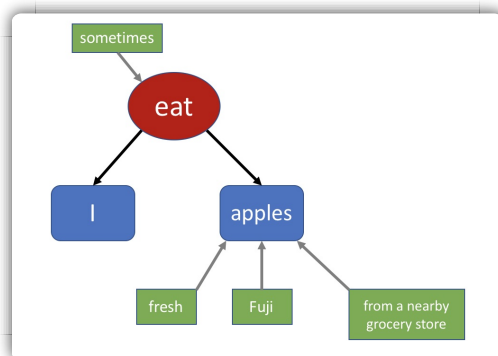 sometimes
eat
I
apples
fresh
Fuji
from a nearby
grocery store